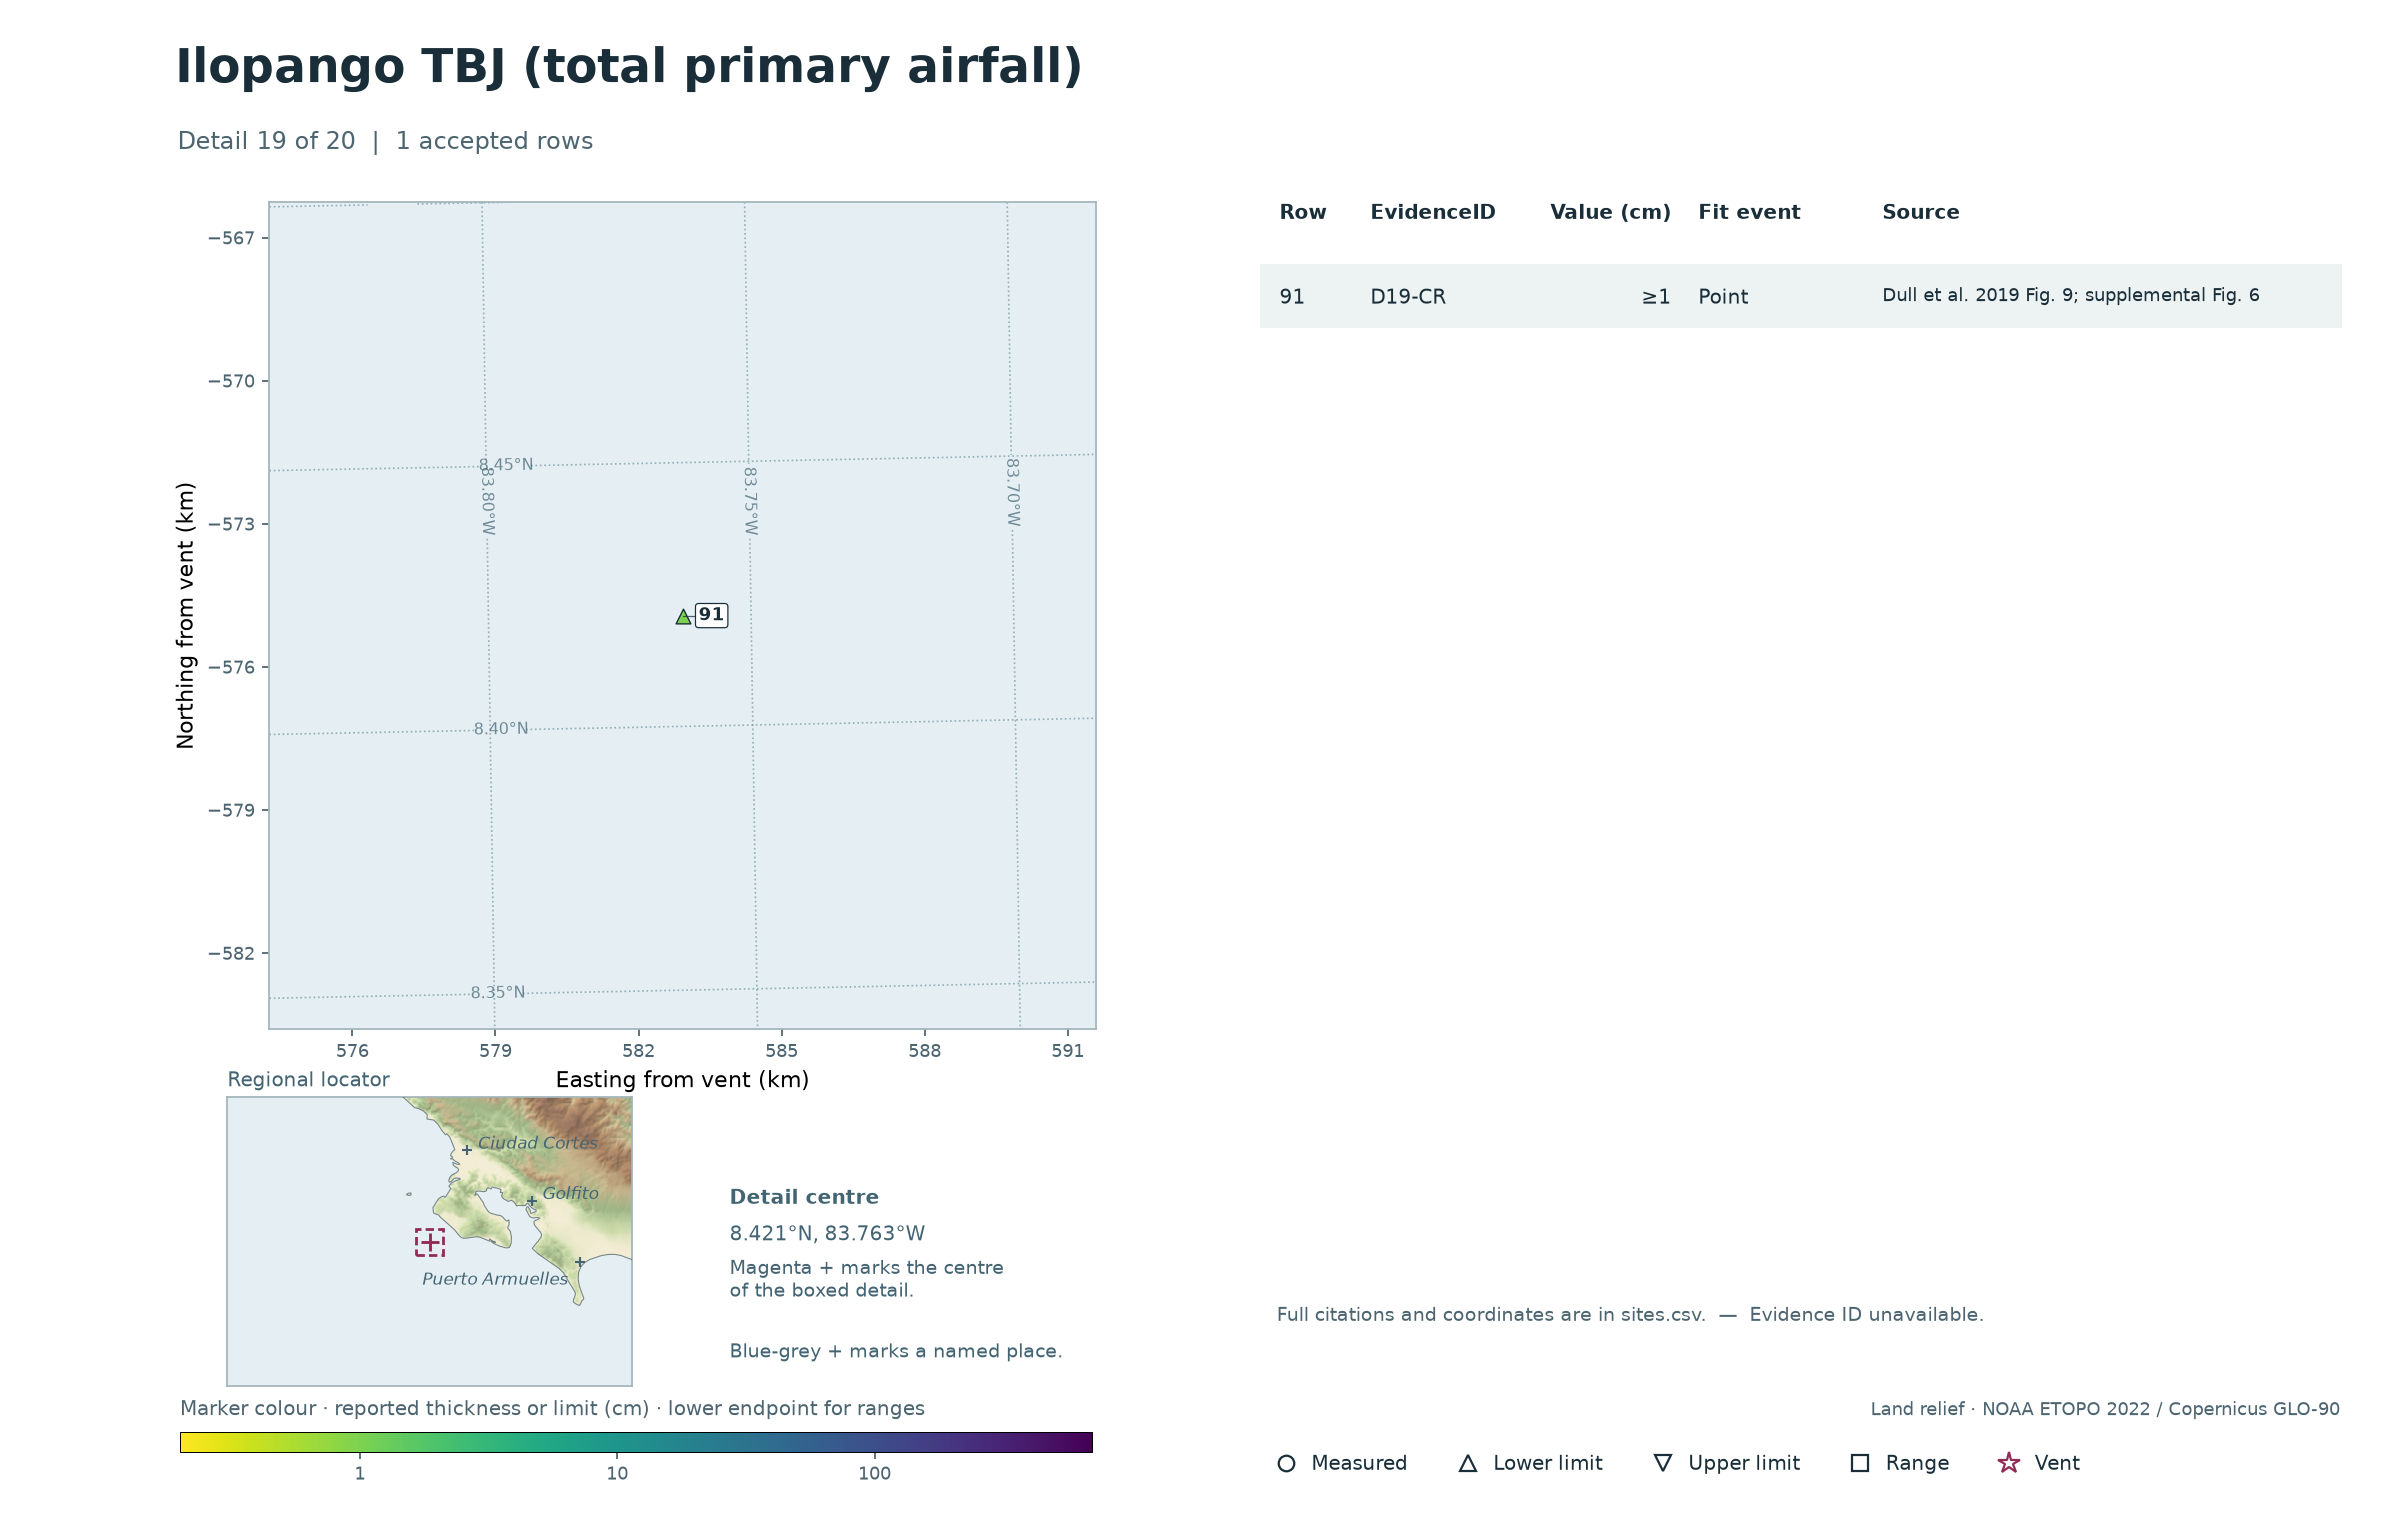 Ilopango TBJ (total primary airfall)
Detail 19 of 20  |  1 accepted rows
Row EvidenceID Value (cm) Fit event Source
91 D19-CR ≥1 Point Dull et al. 2019 Fig. 9; supplemental Fig. 6
Northing from vent (km)
−567
−570
−573
−576
−579
−582
8.45°N
8.40°N
8.35°N
83.80°W
83.75°W
83.70°W
91
576 579 582 585 588 591
Easting from vent (km)
Regional locator
Ciudad Cortés
Golfito
Puerto Armuelles
Detail centre
8.421°N, 83.763°W
Magenta + marks the centre
of the boxed detail.
Blue-grey + marks a named place.
Full citations and coordinates are in sites.csv.  —  Evidence ID unavailable.
Marker colour · reported thickness or limit (cm) · lower endpoint for ranges
1 10 100
Land relief · NOAA ETOPO 2022 / Copernicus GLO-90
Measured Lower limit Upper limit Range Vent